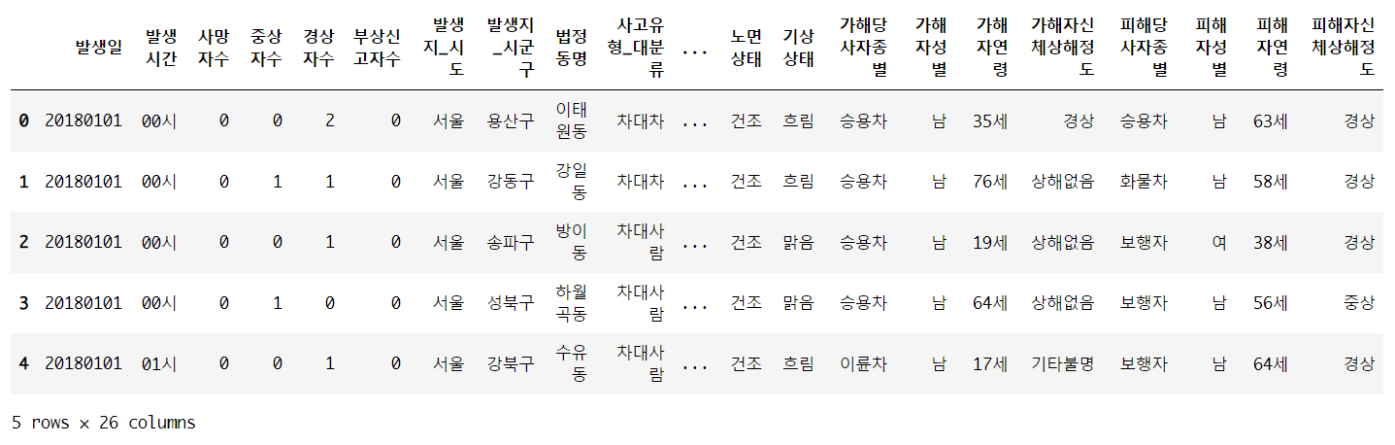 발생일 발생시간 사망자수 중상자수 경상자수 부상신고자수 발생지_시도 발생지_시군구 법정동명 사고유형_대분류 ... 노면상태 기상상태 가해당사자종별 가해자성별 가해자연령 가해자신체상해정도 피해당사자종별 피해자성별 피해자연령 피해자신체상해정도
0 20180101 00시 0 0 2 0 서울 용산구 이태원동 차대차 ... 건조 흐림 승용차 남 35세 경상 승용차 남 63세 경상
1 20180101 00시 0 1 1 0 서울 강동구 강일동 차대차 ... 건조 흐림 승용차 남 76세 상해없음 화물차 남 58세 경상
2 20180101 00시 0 0 1 0 서울 송파구 방이동 차대사람 ... 건조 맑음 승용차 남 19세 상해없음 보행자 여 38세 경상
3 20180101 00시 0 1 0 0 서울 성북구 하월곡동 차대사람 ... 건조 맑음 승용차 남 64세 상해없음 보행자 남 56세 중상
4 20180101 01시 0 0 1 0 서울 강북구 수유동 차대사람 ... 건조 흐림 이륜차 남 17세 기타불명 보행자 남 64세 경상
5 rows × 26 columns